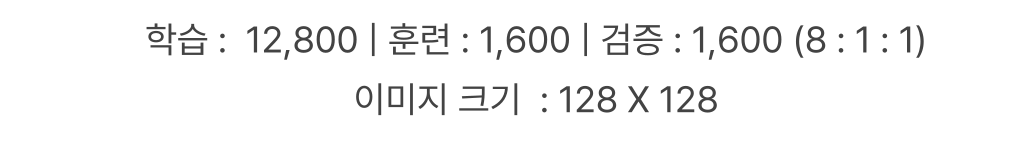 학습 : 12,800 | 훈련 : 1,600 | 검증 : 1,600 (8 : 1 : 1)
이미지 크기 : 128 X 128